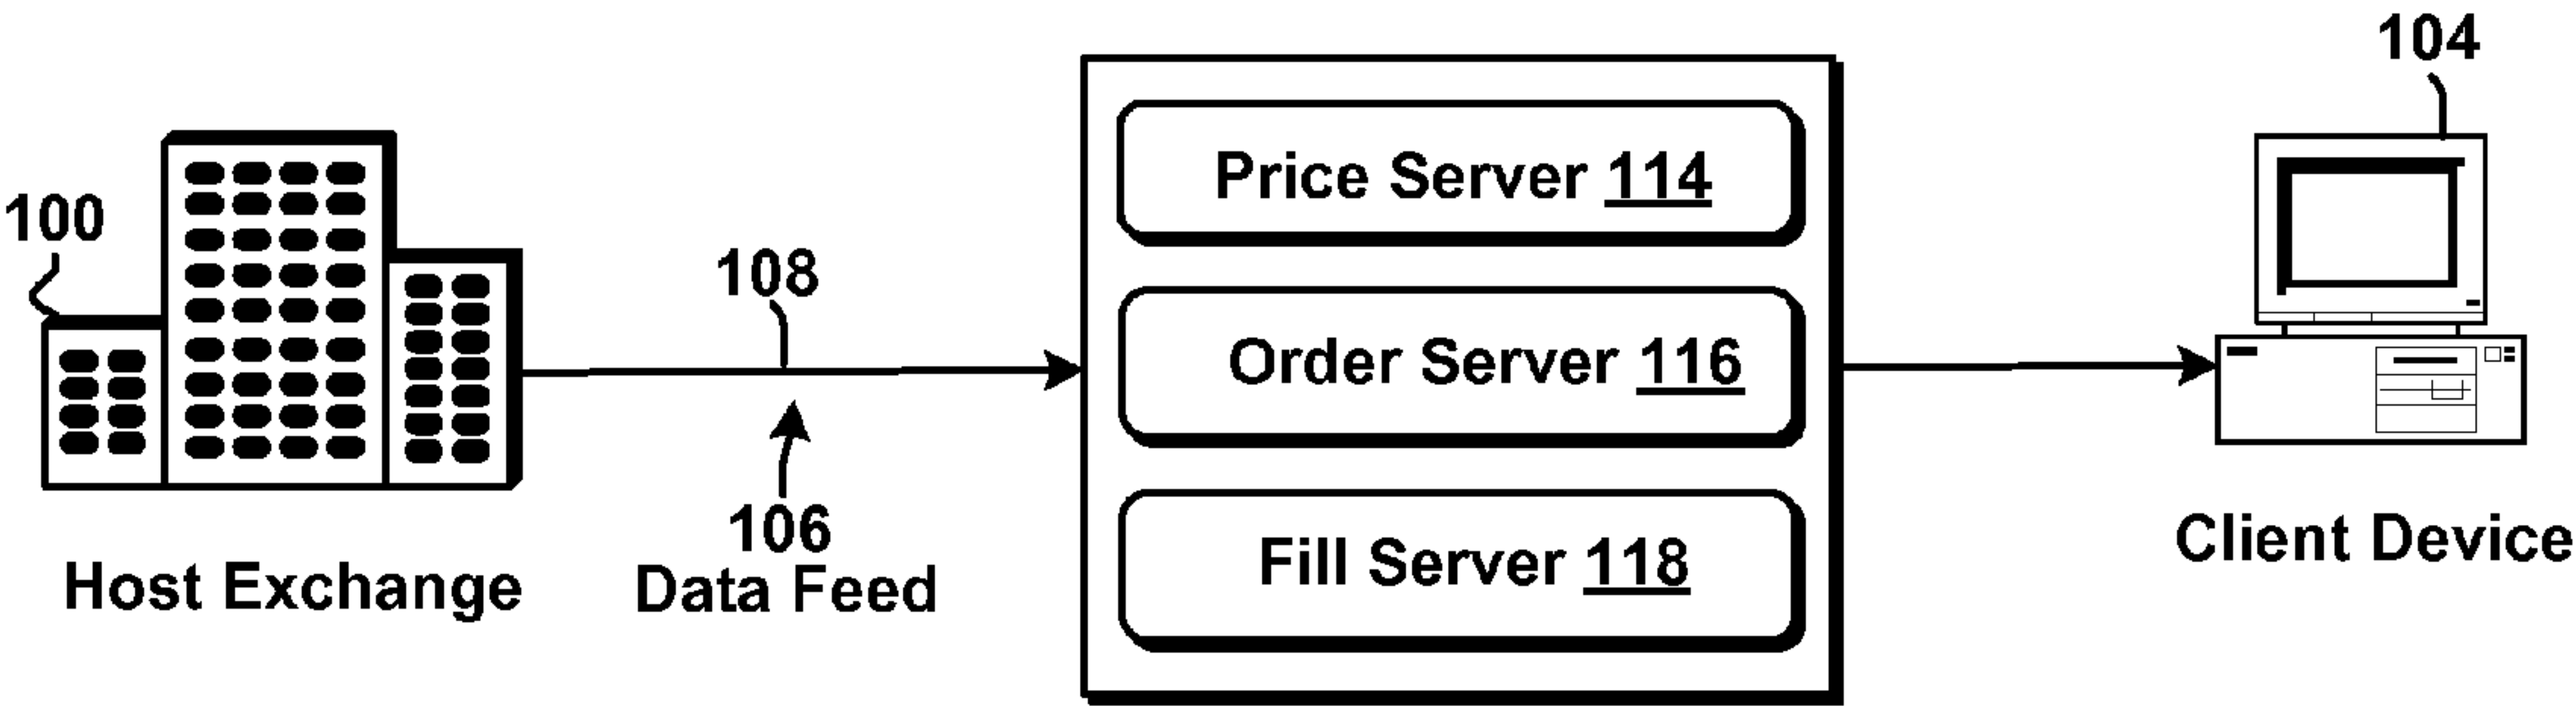 104
Price Server 114
100
108
Order Server 116
106
Data Feed
Host Exchange
Fill Server 118
Client Device